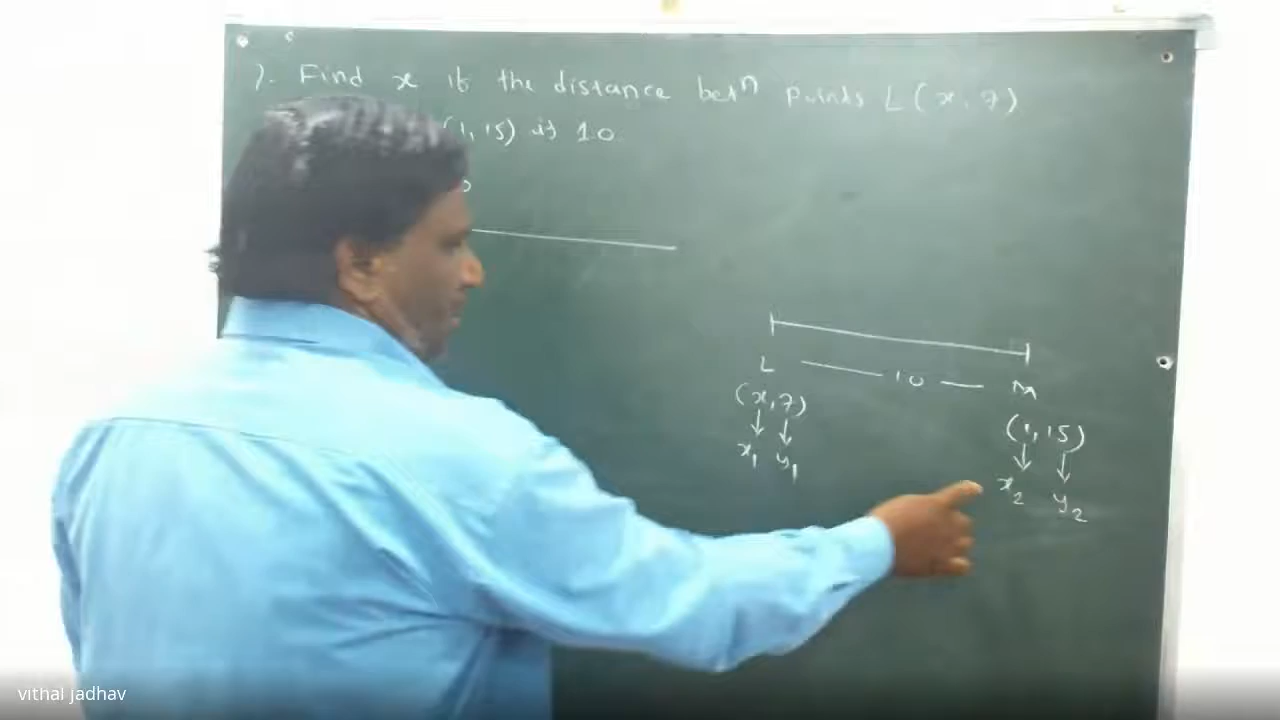 ). Find x if the distance betⁿ points L(x, 7)
(1, 15) is 10
L 10 M
(x, 7) (1, 15)
x₁ y₁ x₂ y₂
vithal jadhav